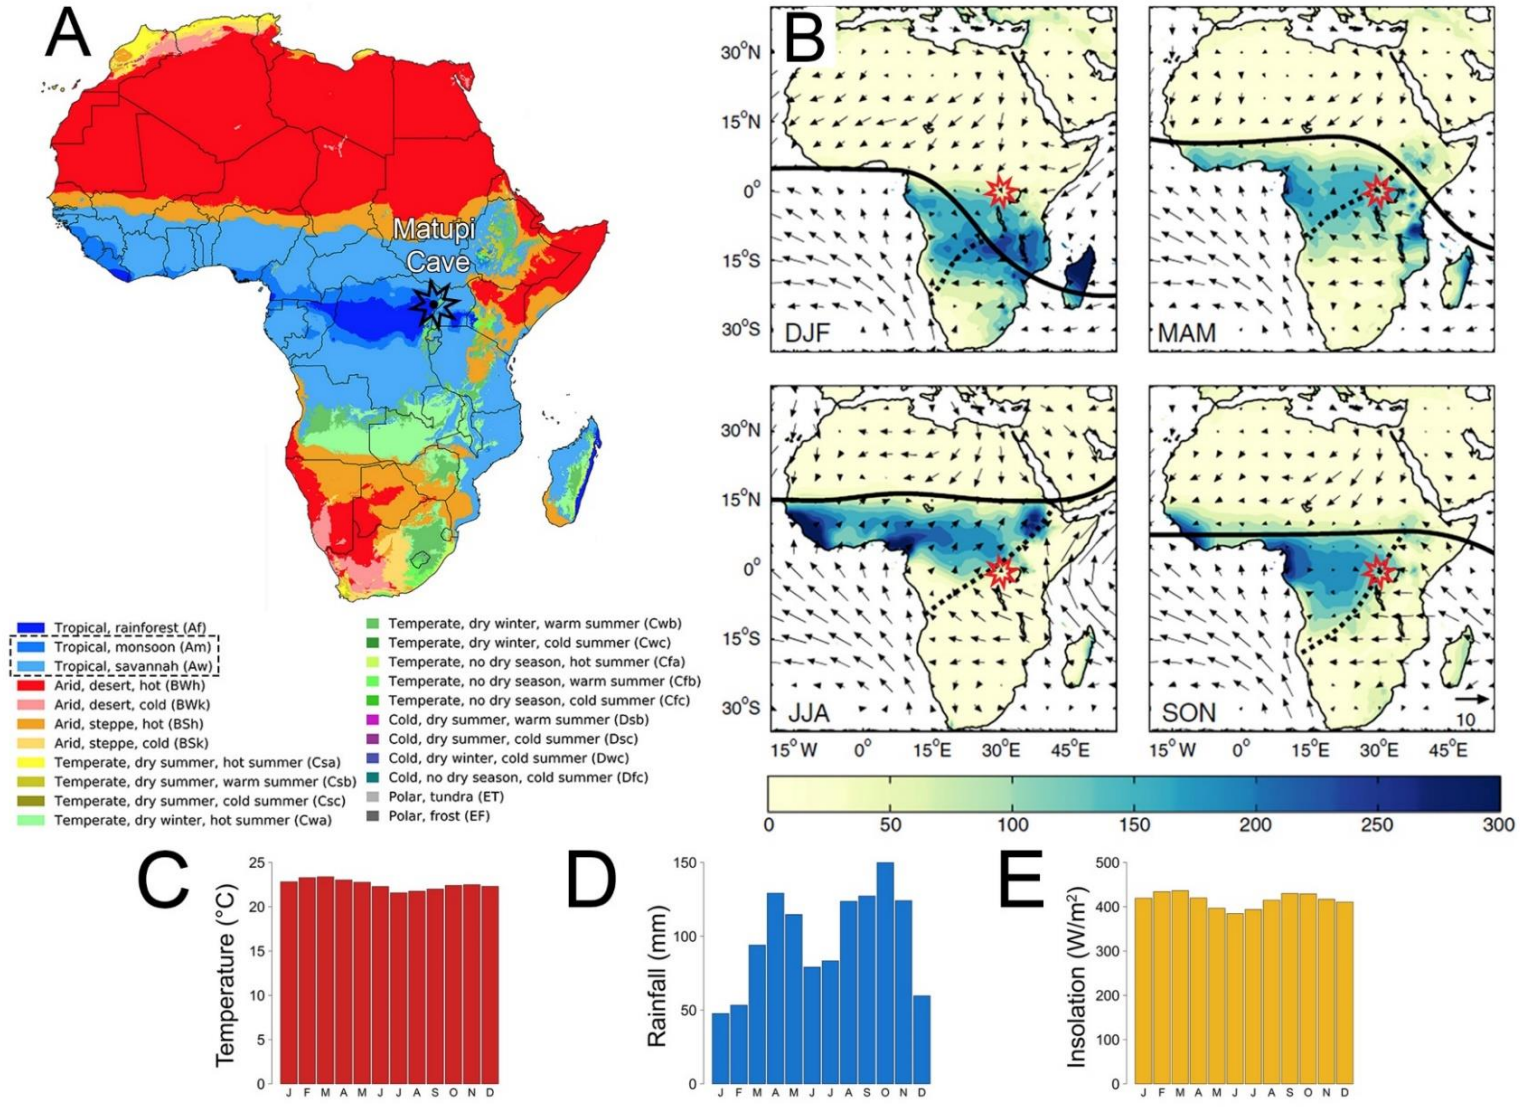 A
Matupi
Cave
Tropical, rainforest (Af)
Tropical, monsoon (Am)
Tropical, savannah (Aw)
Arid, desert, hot (BWh)
Arid, desert, cold (BWk)
Arid, steppe, hot (BSh)
Arid, steppe, cold (BSk)
Temperate, dry summer, hot summer (Csa)
Temperate, dry summer, warm summer (Csb)
Temperate, dry summer, cold summer (Csc)
Temperate, dry winter, hot summer (Cwa)
Temperate, dry winter, warm summer (Cwb)
Temperate, dry winter, cold summer (Cwc)
Temperate, no dry season, hot summer (Cfa)
Temperate, no dry season, warm summer (Cfb)
Temperate, no dry season, cold summer (Cfc)
Cold, dry summer, warm summer (Dsb)
Cold, dry summer, cold summer (Dsc)
Cold, dry winter, cold summer (Dwc)
Cold, no dry season, cold summer (Dfc)
Polar, tundra (ET)
Polar, frost (EF)
B
30°N
15°N
0°
15°S
30°S
DJF
MAM
30°N
15°N
0°
15°S
30°S
JJA
SON
10
15°W 0° 15°E 30°E 45°E
15°W 0° 15°E 30°E 45°E
0 50 100 150 200 250 300
C
Temperature (°C)
25
20
15
10
5
0
J F M A M J J A S O N D
D
Rainfall (mm)
150
100
50
0
J F M A M J J A S O N D
E
Insolation (W/m²)
500
400
300
200
100
0
J F M A M J J A S O N D